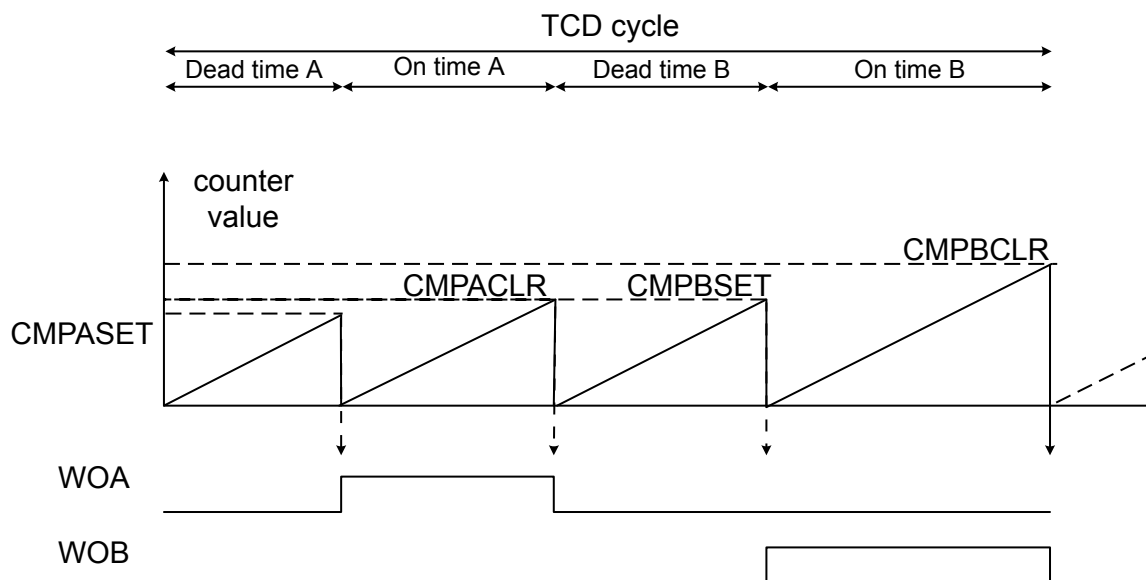 TCD cycle
Dead time A
On time A
Dead time B
On time B
counter
value
CMPBCLR
CMPACLR
CMPBSET
CMPASET
WOA
WOB